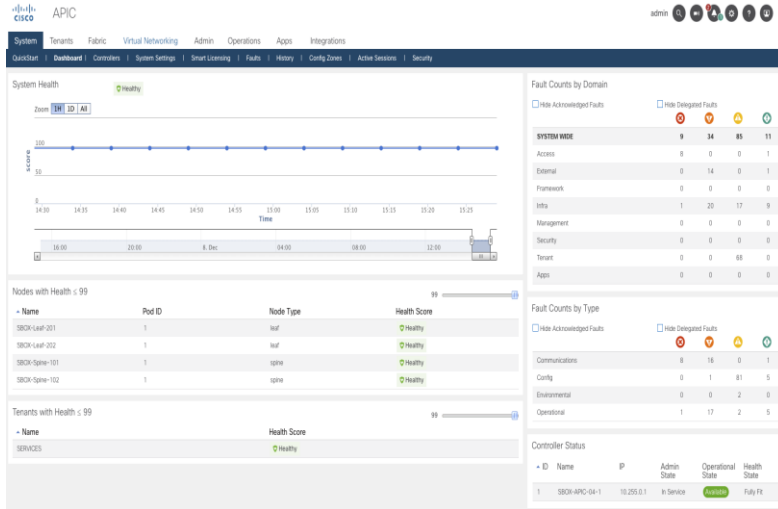 CISCO APIC admin
System Tenants Fabric Virtual Networking Admin Operations Apps Integrations
QuickStart | Dashboard | Controllers | System Settings | Smart Licensing | Faults | History | Config Zones | Active Sessions | Security
System Health Healthy
Zoom 1H 1D All
score
200
50
0
14:30 14:35 14:40 14:45 14:50 14:55 15:00 15:05 15:10 15:15 15:20 15:25
Time
16:00 20:00 8. Dec 04:00 08:00 12:00
Nodes with Health ≤ 99 99
Name Pod ID Node Type Health Score
SBOX-Leaf-201 1 leaf Healthy
SBOX-Leaf-202 1 leaf Healthy
SBOX-Spine-101 1 spine Healthy
SBOX-Spine-102 1 spine Healthy
Tenants with Health ≤ 99 99
Name Health Score
SERVICES Healthy
Fault Counts by Domain
Hide Acknowledged Faults Hide Delegated Faults
SYSTEM WIDE 9 34 85 11
Access 8 0 0 1
External 0 14 0 1
Framework 0 0 0 0
Infra 1 20 17 9
Management 0 0 0 0
Security 0 0 0 0
Tenant 0 0 68 0
Apps 0 0 0 0
Fault Counts by Type
Hide Acknowledged Faults Hide Delegated Faults
Communications 8 16 0 1
Config 0 1 81 5
Environmental 0 0 2 0
Operational 1 17 2 5
Controller Status
ID Name IP Admin State Operational State Health State
1 SBOX-APIC-04-1 10.255.0.1 In Service Available Fully Fit